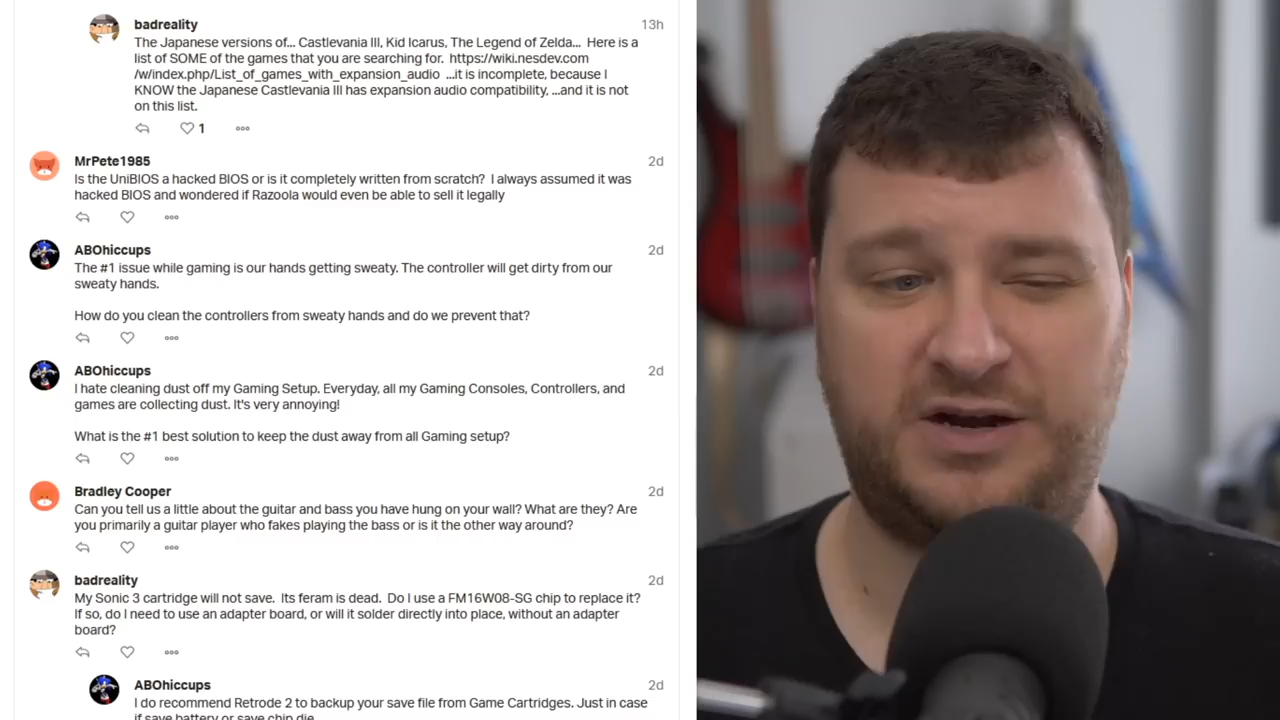 badreality 13h
The Japanese versions of... Castlevania III, Kid Icarus, The Legend of Zelda... Here is a
list of SOME of the games that you are searching for. https://wiki.nesdev.com
/w/index.php/List_of_games_with_expansion_audio ...it is incomplete, because I
KNOW the Japanese Castlevania III has expansion audio compatibility, ...and it is not
on this list.
1
MrPete1985 2d
Is the UniBIOS a hacked BIOS or is it completely written from scratch? I always assumed it was
hacked BIOS and wondered if Razoola would even be able to sell it legally
ABOhiccups 2d
The #1 issue while gaming is our hands getting sweaty. The controller will get dirty from our
sweaty hands.
How do you clean the controllers from sweaty hands and do we prevent that?
ABOhiccups 2d
I hate cleaning dust off my Gaming Setup. Everyday, all my Gaming Consoles, Controllers, and
games are collecting dust. It's very annoying!
What is the #1 best solution to keep the dust away from all Gaming setup?
Bradley Cooper 2d
Can you tell us a little about the guitar and bass you have hung on your wall? What are they? Are
you primarily a guitar player who fakes playing the bass or is it the other way around?
badreality 2d
My Sonic 3 cartridge will not save. Its feram is dead. Do I use a FM16W08-SG chip to replace it?
If so, do I need to use an adapter board, or will it solder directly into place, without an adapter
board?
ABOhiccups 2d
I do recommend Retrode 2 to backup your save file from Game Cartridges. Just in case
if save battery or save chip die